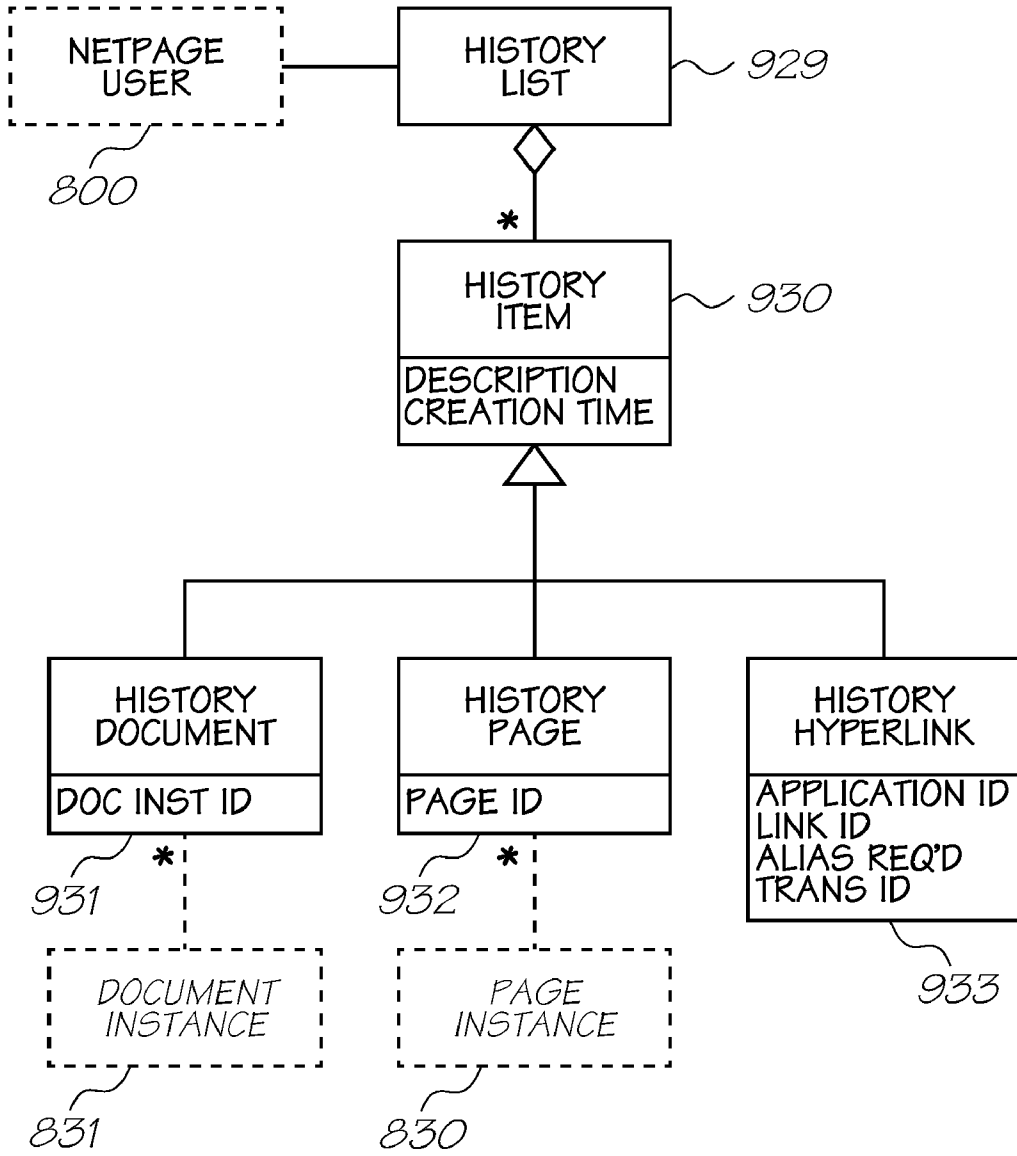 NETPAGE
USER
HISTORY
LIST
929
800
*
HISTORY
ITEM
930
DESCRIPTION
CREATION TIME
HISTORY
DOCUMENT
DOC INST ID
HISTORY
PAGE
PAGE ID
HISTORY
HYPERLINK
APPLICATION ID
LINK ID
ALIAS REQ'D
TRANS ID
931
*
932
*
933
DOCUMENT
INSTANCE
PAGE
INSTANCE
831
830